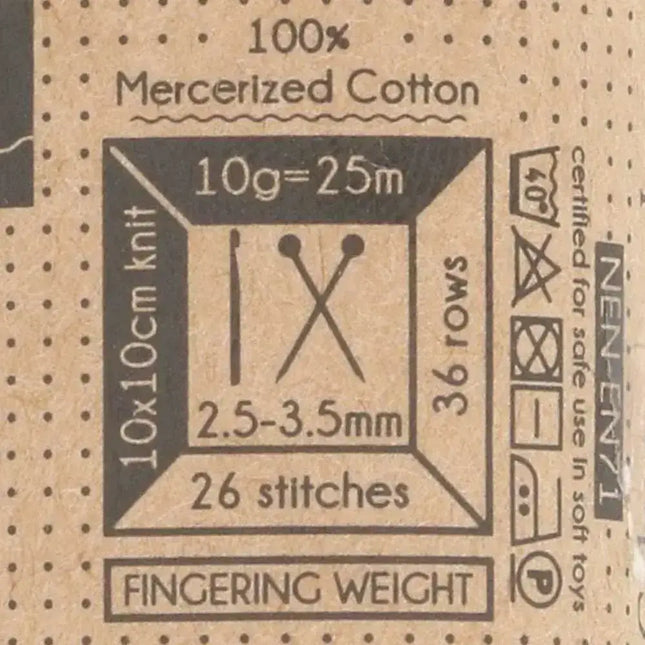 100%
Mercerized Cotton
10g=25m
10x10cm knit
36 rows
2.5-3.5mm
26 stitches
FINGERING WEIGHT
40°
P
certified for safe use in soft toys
NEN-EN71